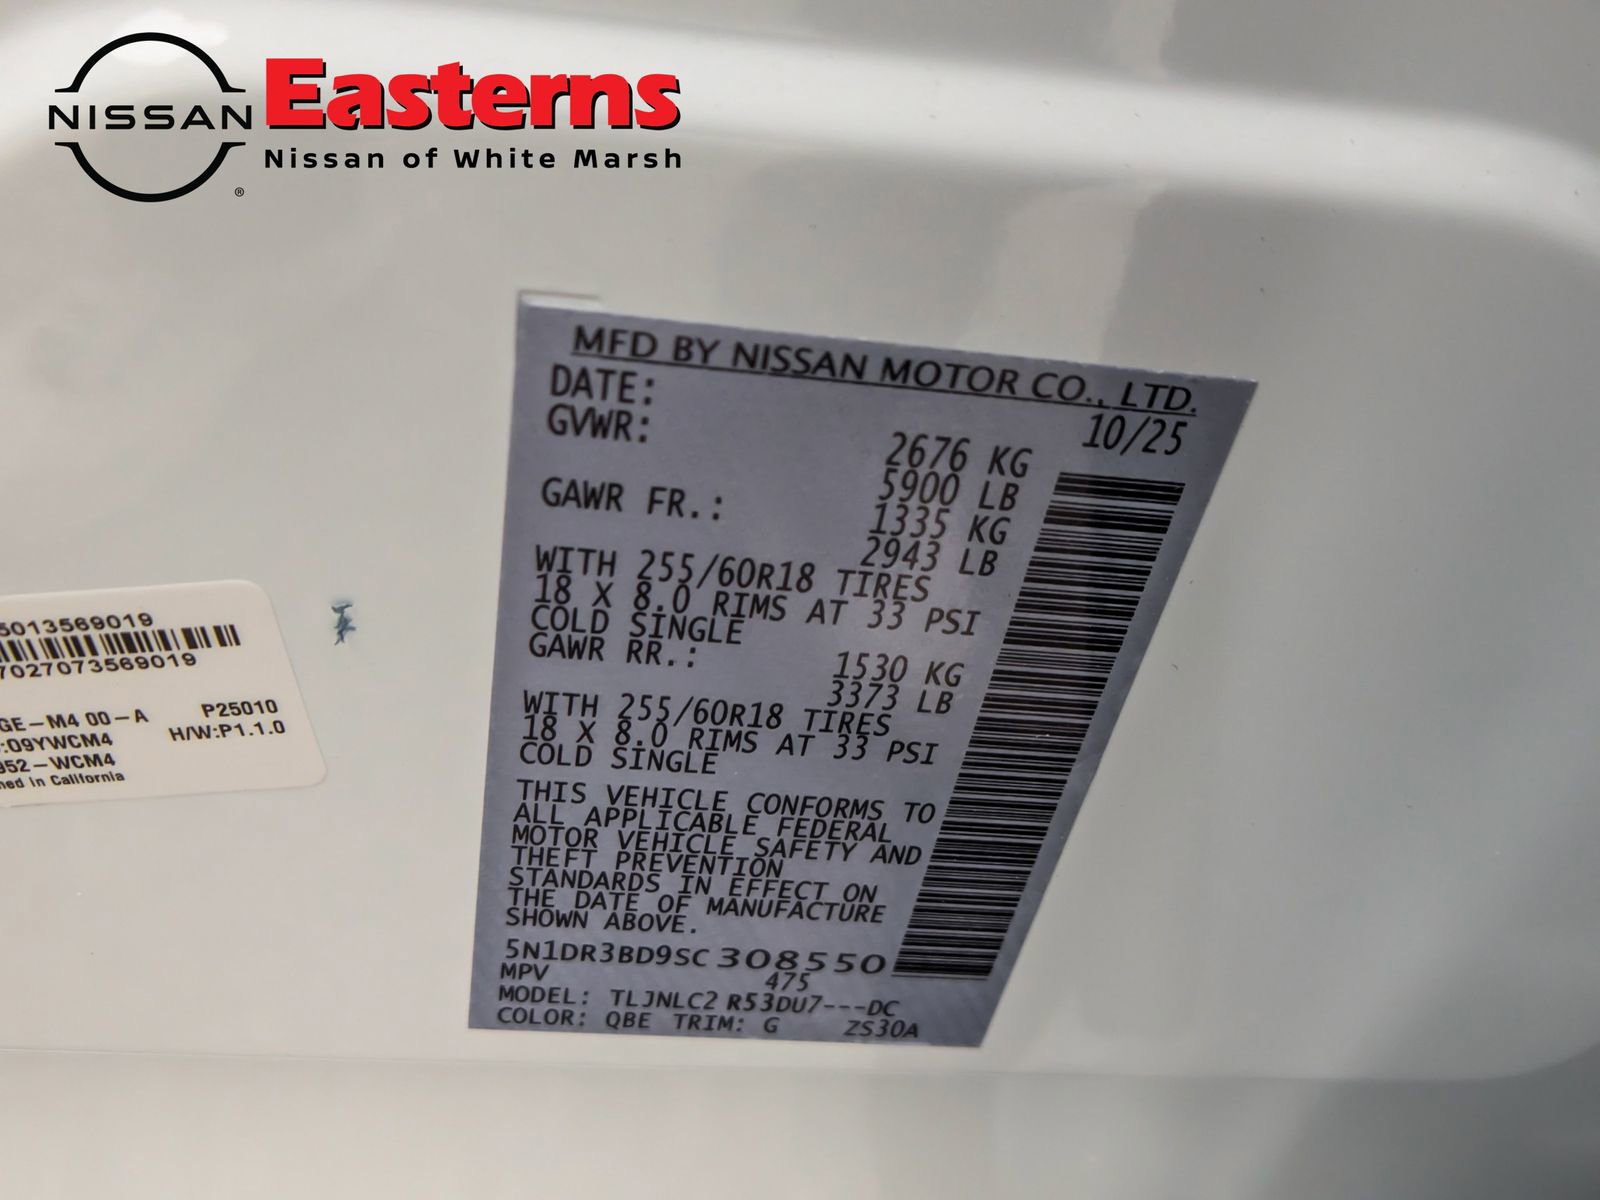 NISSAN
®
Easterns
Nissan of White Marsh
MFD BY NISSAN MOTOR CO., LTD.
DATE: 10/25
GVWR: 2676 KG
5900 LB
GAWR FR.: 1335 KG
2943 LB
WITH 255/60R18 TIRES
18 X 8.0 RIMS AT 33 PSI
COLD SINGLE
GAWR RR.: 1530 KG
3373 LB
WITH 255/60R18 TIRES
18 X 8.0 RIMS AT 33 PSI
COLD SINGLE
THIS VEHICLE CONFORMS TO
ALL APPLICABLE FEDERAL
MOTOR VEHICLE SAFETY AND
THEFT PREVENTION
STANDARDS IN EFFECT ON
THE DATE OF MANUFACTURE
SHOWN ABOVE.
5N1DR3BD9SC308550
MPV 475
MODEL: TLJNLC2 R53DU7---DC
COLOR: QBE TRIM: G ZS30A
5013569019
7027073569019
GE-M4 00-A P25010
:09YWCM4 H/W:P1.1.0
952-WCM4
ned in California